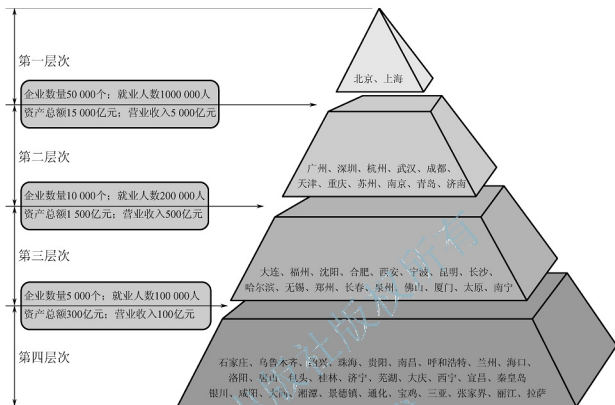 第一层次
北京、上海
企业数量50 000个；就业人数1000 000人
资产总额15 000亿元；营业收入5 000亿元
第二层次
广州、深圳、杭州、武汉、成都、
天津、重庆、苏州、南京、青岛、济南
企业数量10 000个；就业人数200 000人
资产总额1 500亿元；营业收入500亿元
第三层次
大连、福州、沈阳、合肥、西安、宁波、昆明、长沙、
哈尔滨、无锡、郑州、长春、泉州、佛山、厦门、太原、南宁
企业数量5 000个；就业人数100 000人
资产总额300亿元；营业收入100亿元
第四层次
石家庄、乌鲁木齐、绍兴、珠海、贵阳、南昌、呼和浩特、兰州、海口、
洛阳、山、包头、桂林、济宁、芜湖、大庆、西宁、宜昌、秦皇岛
银川、咸阳、大同、湘潭、景德镇、通化、宝鸡、三亚、张家界、丽江、拉萨
社版权所有